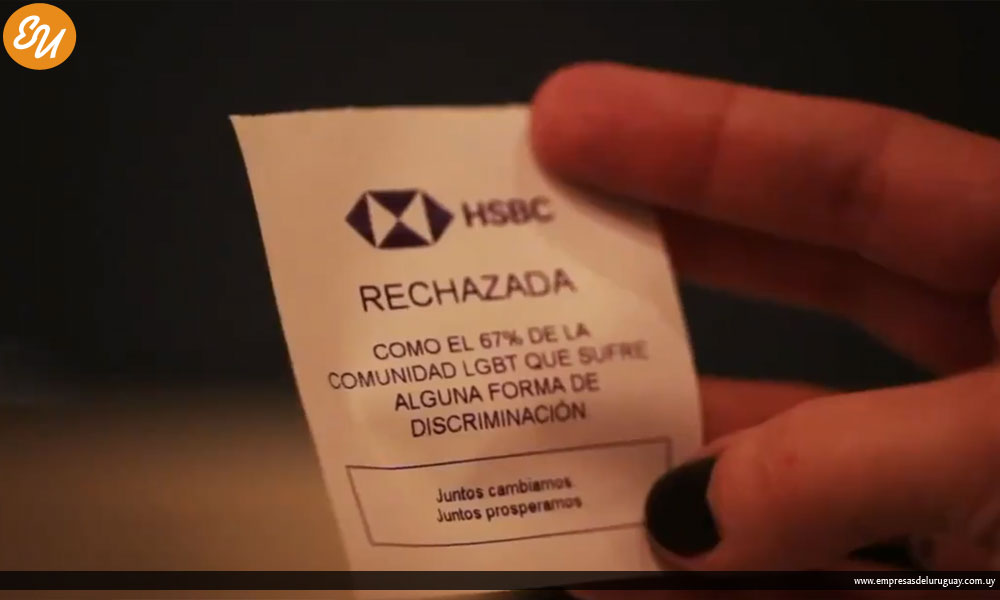 EU
HSBC
RECHAZADA
COMO EL 67% DE LA
COMUNIDAD LGBT QUE SUFRE
ALGUNA FORMA DE
DISCRIMINACIÓN
Juntos cambiamos.
Juntos prosperamos
www.empresasdeluruguay.com.uy